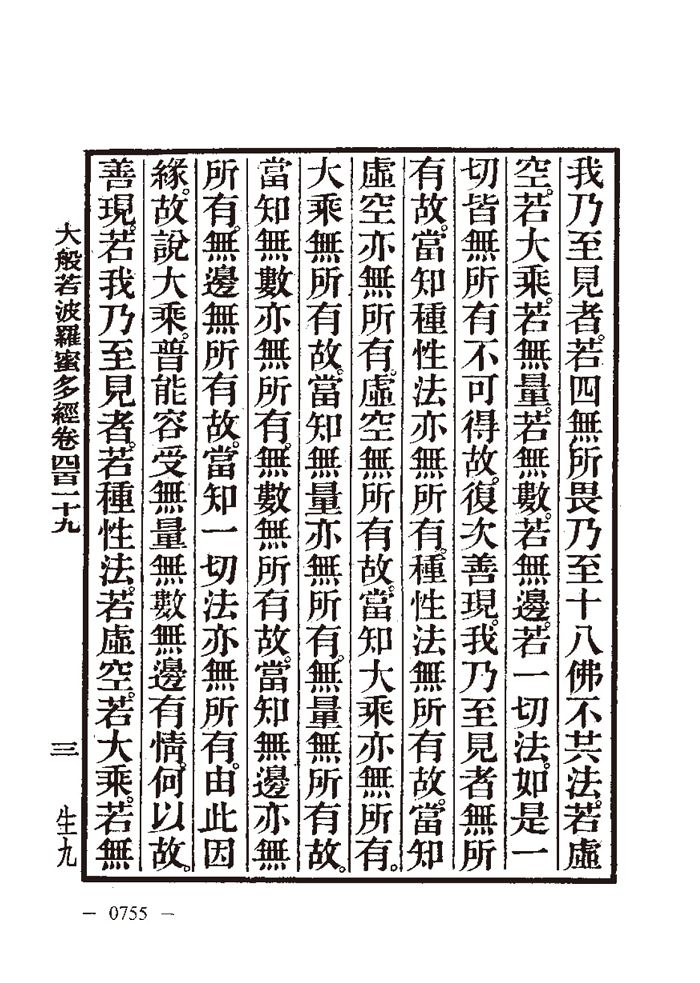 我乃至見者。若四無所畏乃至十八佛不共法。若虛
空。若大乘。若無量。若無數。若無邊。若一切法。如是一
切皆無所有不可得故。復次善現。我乃至見者無所
有故。當知種性法亦無所有。種性法無所有故。當知
虛空亦無所有。虛空無所有故。當知大乘亦無所有。
大乘無所有故。當知無量亦無所有。無量無所有故。
當知無數亦無所有。無數無所有故。當知無邊亦無
所有。無邊無所有故。當知一切法亦無所有。由此因
緣。故說大乘。普能容受無量無數無邊有情。何以故。
善現。若我乃至見者。若種性法。若虛空。若大乘。若無
大般若波羅蜜多經卷四百一十九 三 生九
— 0755 —